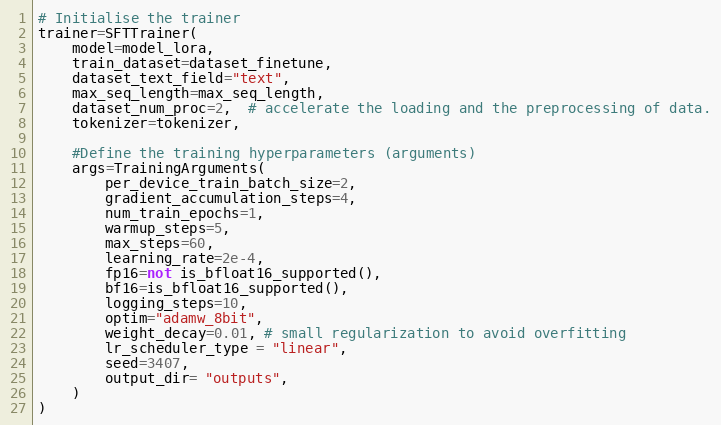 1 # Initialise the trainer
2 trainer=SFTTrainer(
3     model=model_lora,
4     train_dataset=dataset_finetune,
5     dataset_text_field="text",
6     max_seq_length=max_seq_length,
7     dataset_num_proc=2,  # accelerate the loading and the preprocessing of data.
8     tokenizer=tokenizer,
9
10     #Define the training hyperparameters (arguments)
11     args=TrainingArguments(
12         per_device_train_batch_size=2,
13         gradient_accumulation_steps=4,
14         num_train_epochs=1,
15         warmup_steps=5,
16         max_steps=60,
17         learning_rate=2e-4,
18         fp16=not is_bfloat16_supported(),
19         bf16=is_bfloat16_supported(),
20         logging_steps=10,
21         optim="adamw_8bit",
22         weight_decay=0.01, # small regularization to avoid overfitting
23         lr_scheduler_type = "linear",
24         seed=3407,
25         output_dir= "outputs",
26     )
27 )